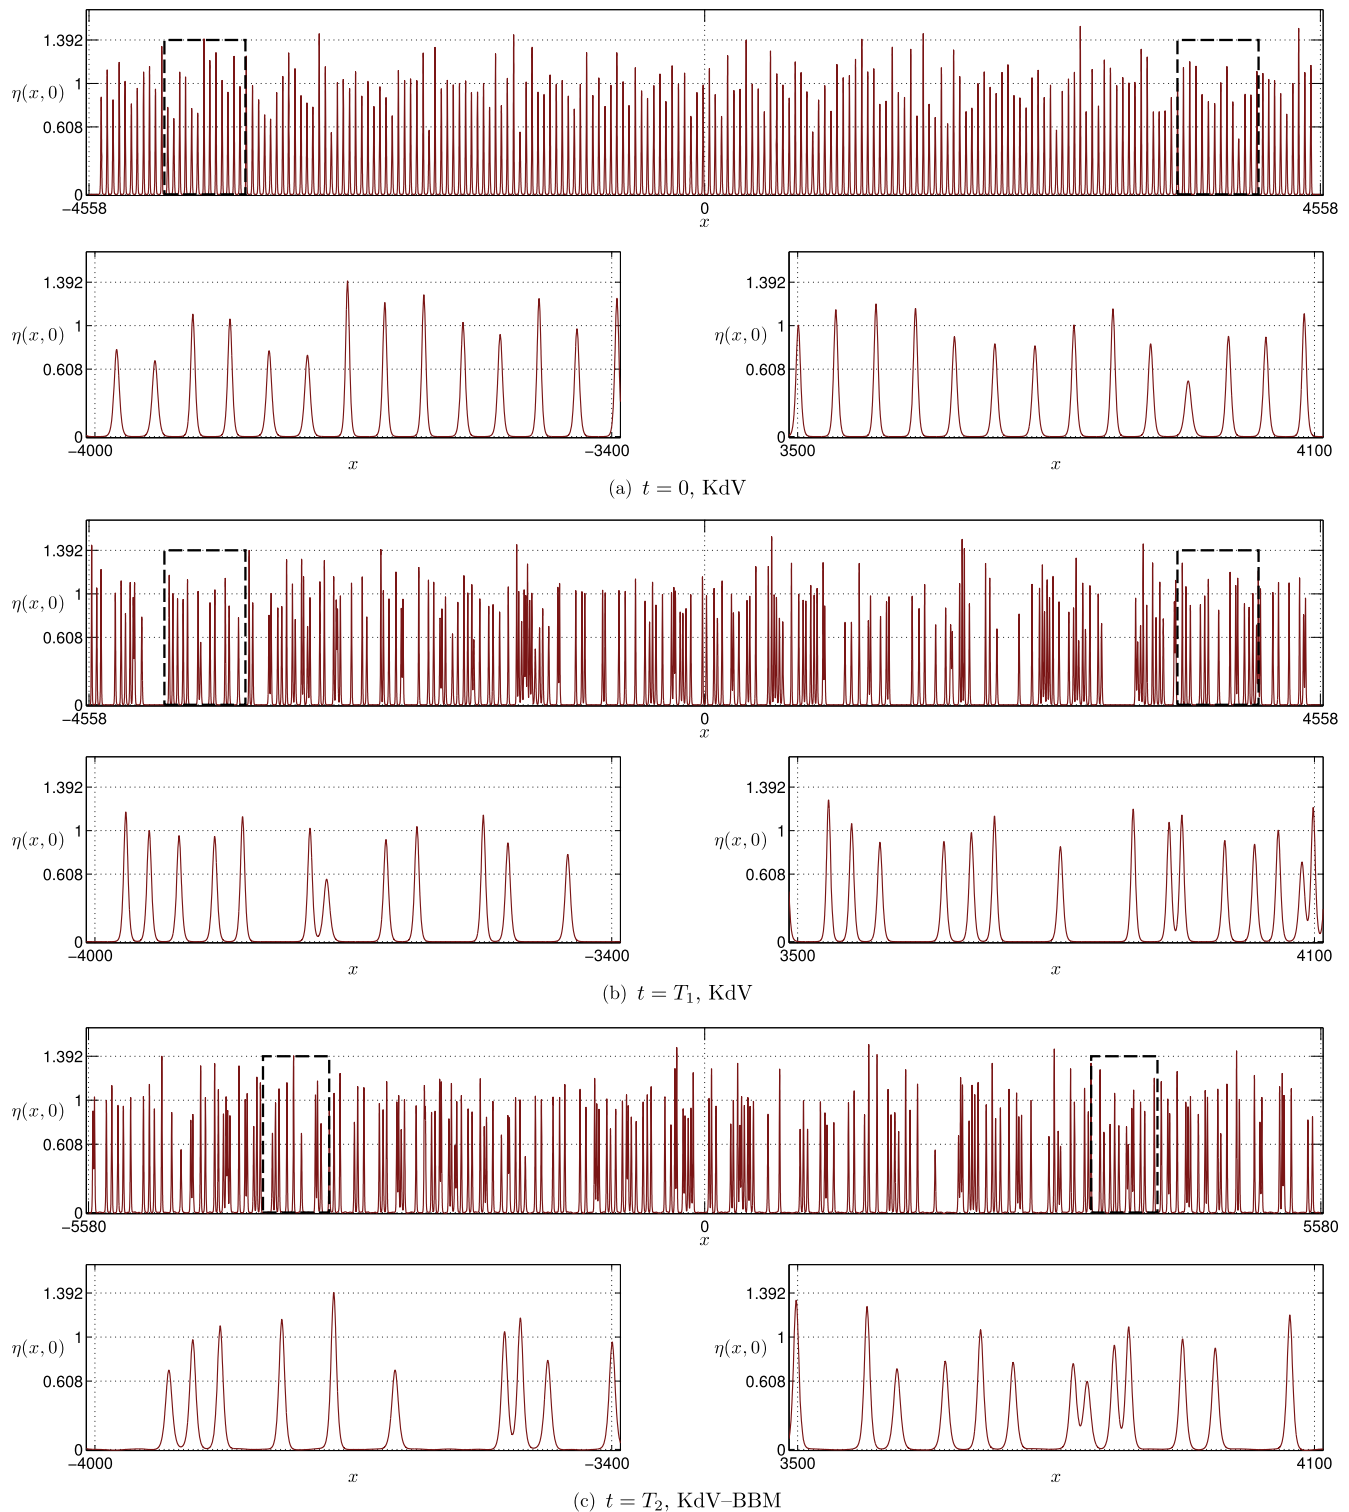 1.392
1
η(x, 0)
0.608
0
−4558 0 4558
x
1.392 1.392
1 1
η(x, 0) η(x, 0)
0.608 0.608
0 0
−4000 −3400 3500 4100
x x
(a) t = 0, KdV
1.392
1
η(x, 0)
0.608
0
−4558 0 4558
x
1.392 1.392
1 1
η(x, 0) η(x, 0)
0.608 0.608
0 0
−4000 −3400 3500 4100
x x
(b) t = T₁, KdV
1.392
1
η(x, 0)
0.608
0
−5580 0 5580
x
1.392 1.392
1 1
η(x, 0) η(x, 0)
0.608 0.608
0 0
−4000 −3400 3500 4100
x x
(c) t = T₂, KdV–BBM